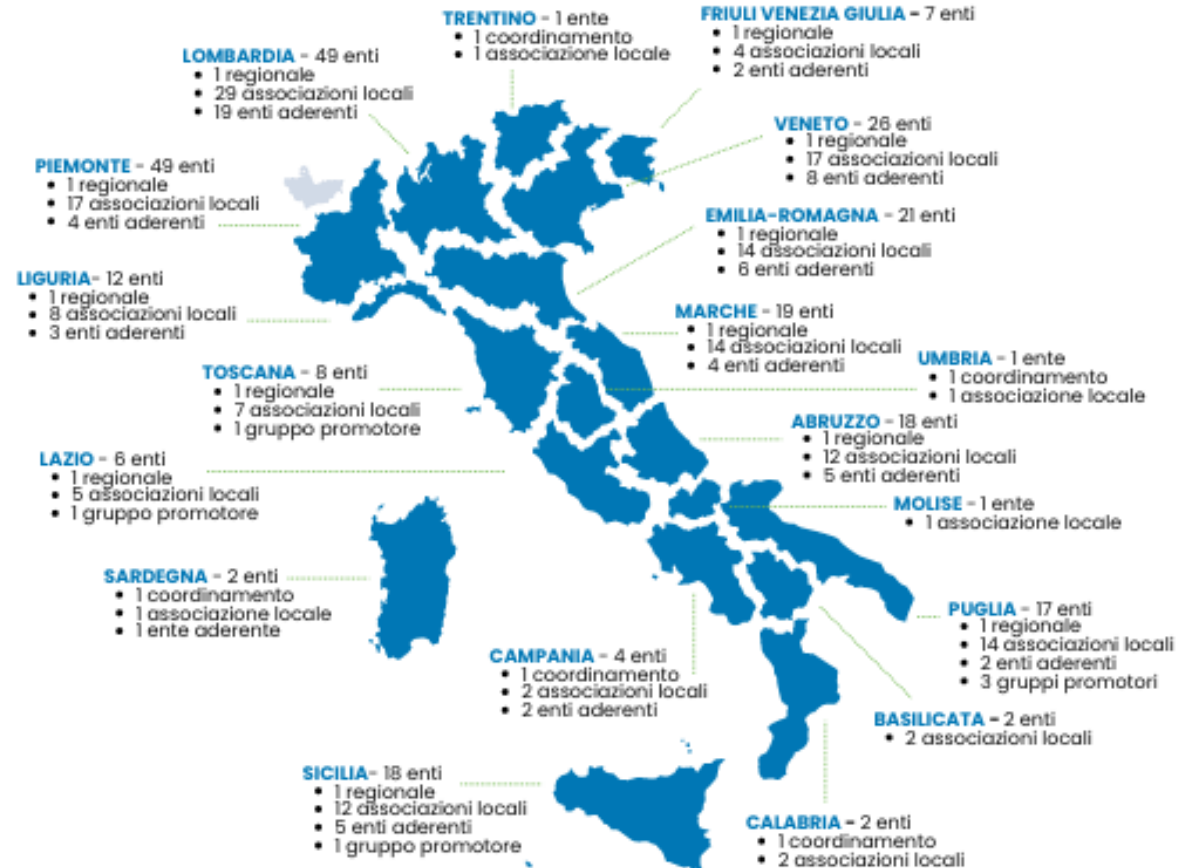 TRENTINO - 1 ente
• 1 coordinamento
• 1 associazione locale
FRIULI VENEZIA GIULIA - 7 enti
• 1 regionale
• 4 associazioni locali
• 2 enti aderenti
LOMBARDIA - 49 enti
• 1 regionale
• 29 associazioni locali
• 19 enti aderenti
VENETO - 26 enti
• 1 regionale
• 17 associazioni locali
• 8 enti aderenti
PIEMONTE - 49 enti
• 1 regionale
• 17 associazioni locali
• 4 enti aderenti
EMILIA-ROMAGNA - 21 enti
• 1 regionale
• 14 associazioni locali
• 6 enti aderenti
LIGURIA- 12 enti
• 1 regionale
• 8 associazioni locali
• 3 enti aderenti
MARCHE - 19 enti
• 1 regionale
• 14 associazioni locali
• 4 enti aderenti
UMBRIA - 1 ente
• 1 coordinamento
• 1 associazione locale
TOSCANA - 8 enti
• 1 regionale
• 7 associazioni locali
• 1 gruppo promotore
ABRUZZO - 18 enti
• 1 regionale
• 12 associazioni locali
• 5 enti aderenti
LAZIO - 6 enti
• 1 regionale
• 5 associazioni locali
• 1 gruppo promotore
MOLISE - 1 ente
• 1 associazione locale
SARDEGNA - 2 enti
• 1 coordinamento
• 1 associazione locale
• 1 ente aderente
PUGLIA - 17 enti
• 1 regionale
• 14 associazioni locali
• 2 enti aderenti
• 3 gruppi promotori
CAMPANIA - 4 enti
• 1 coordinamento
• 2 associazioni locali
• 2 enti aderenti
BASILICATA - 2 enti
• 2 associazioni locali
SICILIA- 18 enti
• 1 regionale
• 12 associazioni locali
• 5 enti aderenti
• 1 gruppo promotore
CALABRIA - 2 enti
• 1 coordinamento
• 2 associazioni locali